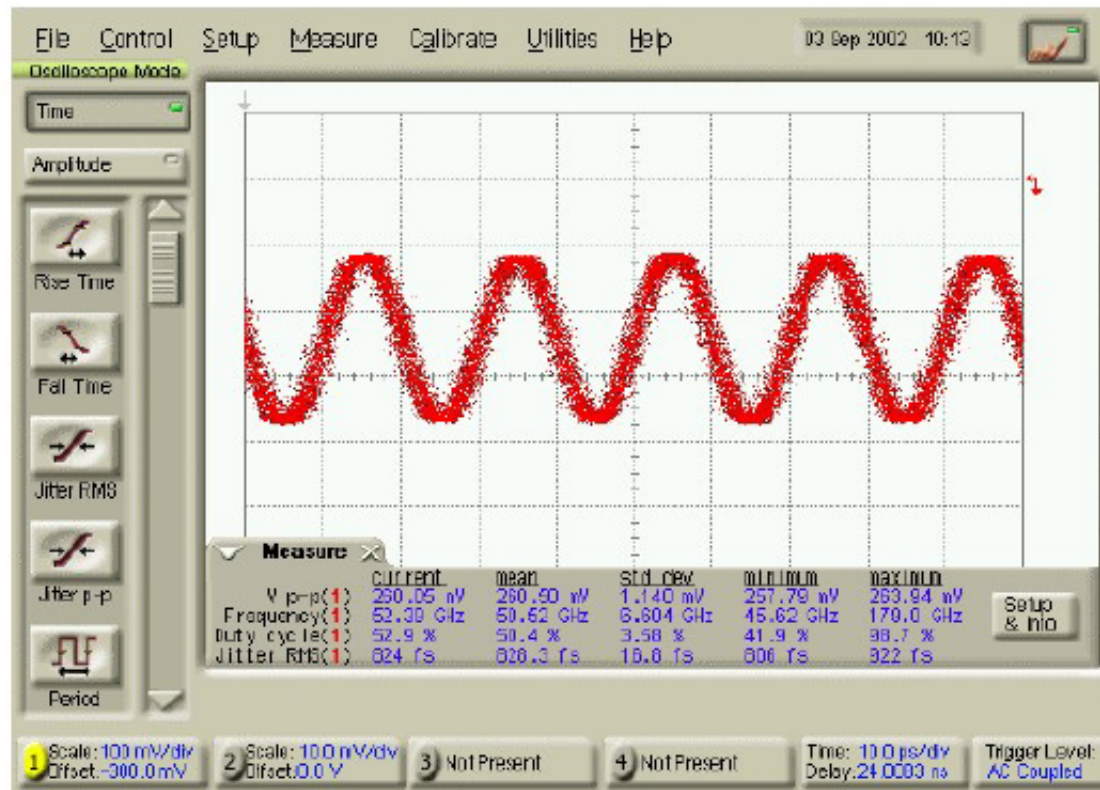 File Control Setup Measure Calibrate Utilities Help 03 Sep 2002 10:13
Oscilloscope Mode
Time
Amplitude
Rise Time
Fall Time
Jitter RMS
Jitter p-p
Period
Measure
current mean std dev minimum maximum
V p-p(1) 260.05 mV 260.90 mV 1.140 mV 257.79 mV 263.94 mV
Frequency(1) 52.39 GHz 50.62 GHz 6.604 GHz 45.62 GHz 179.0 GHz
Duty cycle(1) 52.9 % 50.4 % 3.58 % 41.9 % 98.7 %
Jitter RMS(1) 824 fs 828.3 fs 16.8 fs 806 fs 922 fs
Setup
& Info
1 Scale: 100 mV/div
Offset:-300.0 mV
2 Scale: 10.0 mV/div
Offset:0.0 V
3 Not Present
4 Not Present
Time: 10.0 ps/div
Delay:24.0083 ns
Trigger Level:
AC Coupled